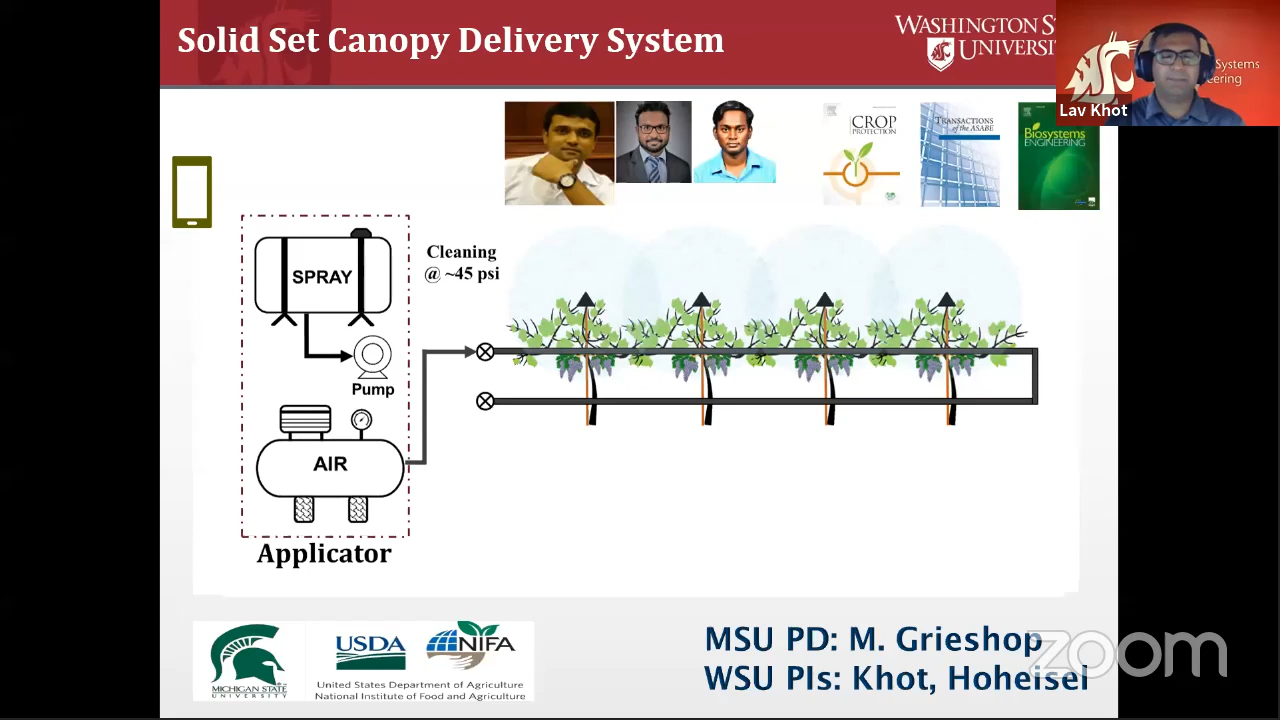 Solid Set Canopy Delivery System
WASHINGTON ST
UNIVERSI
Systems
eering
Lav Khot
CROP
PROTECTION
TRANSACTIONS
of the ASABE
Biosystems
ENGINEERING
Cleaning
@ ~45 psi
SPRAY
Pump
AIR
Applicator
MICHIGAN STATE
UNIVERSITY
USDA
NIFA
United States Department of Agriculture
National Institute of Food and Agriculture
MSU PD: M. Grieshop
WSU PIs: Khot, Hoheisel
zoom